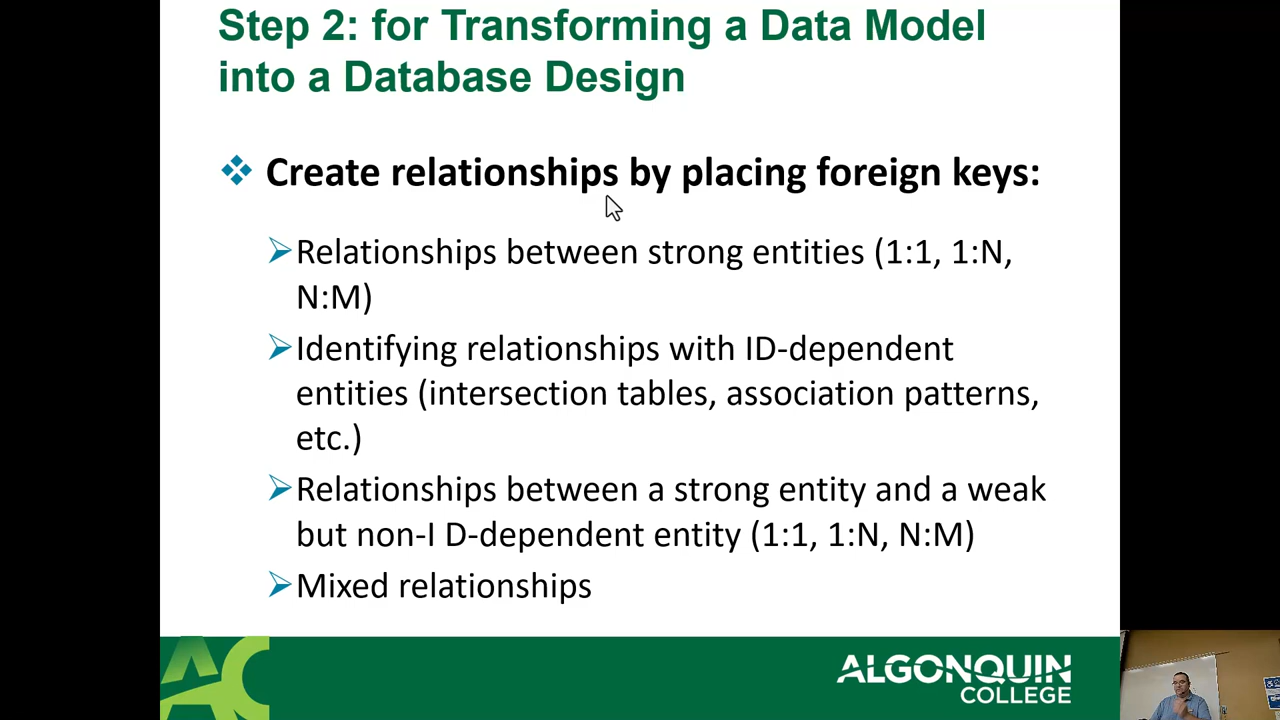 Step 2: for Transforming a Data Model
into a Database Design
Create relationships by placing foreign keys:
Relationships between strong entities (1:1, 1:N,
N:M)
Identifying relationships with ID-dependent
entities (intersection tables, association patterns,
etc.)
Relationships between a strong entity and a weak
but non-I D-dependent entity (1:1, 1:N, N:M)
Mixed relationships
AC
ALGONQUIN
COLLEGE